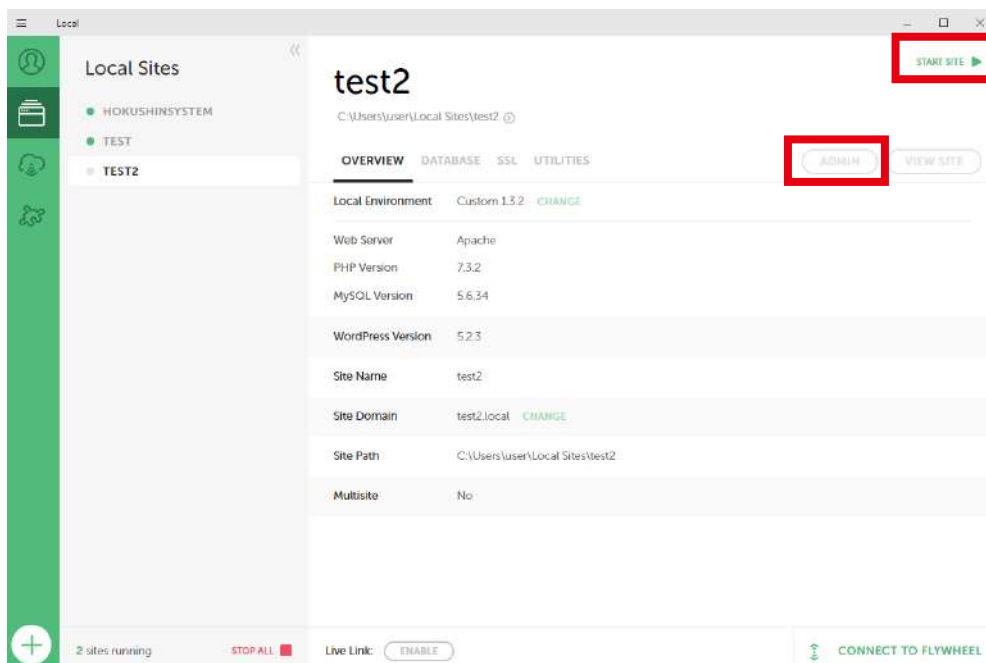 Local
Local Sites
HOKUSHINSYSTEM
TEST
TEST2
START SITE
test2
C:\Users\user\Local Sites\test2
OVERVIEW DATABASE SSL UTILITIES ADMIN VIEW SITE
Local Environment Custom 1.3.2 CHANGE
Web Server Apache
PHP Version 7.3.2
MySQL Version 5.6.34
WordPress Version 5.2.3
Site Name test2
Site Domain test2.local CHANGE
Site Path C:\Users\user\Local Sites\test2
Multisite No
2 sites running STOP ALL Live Link: ENABLE CONNECT TO FLYWHEEL